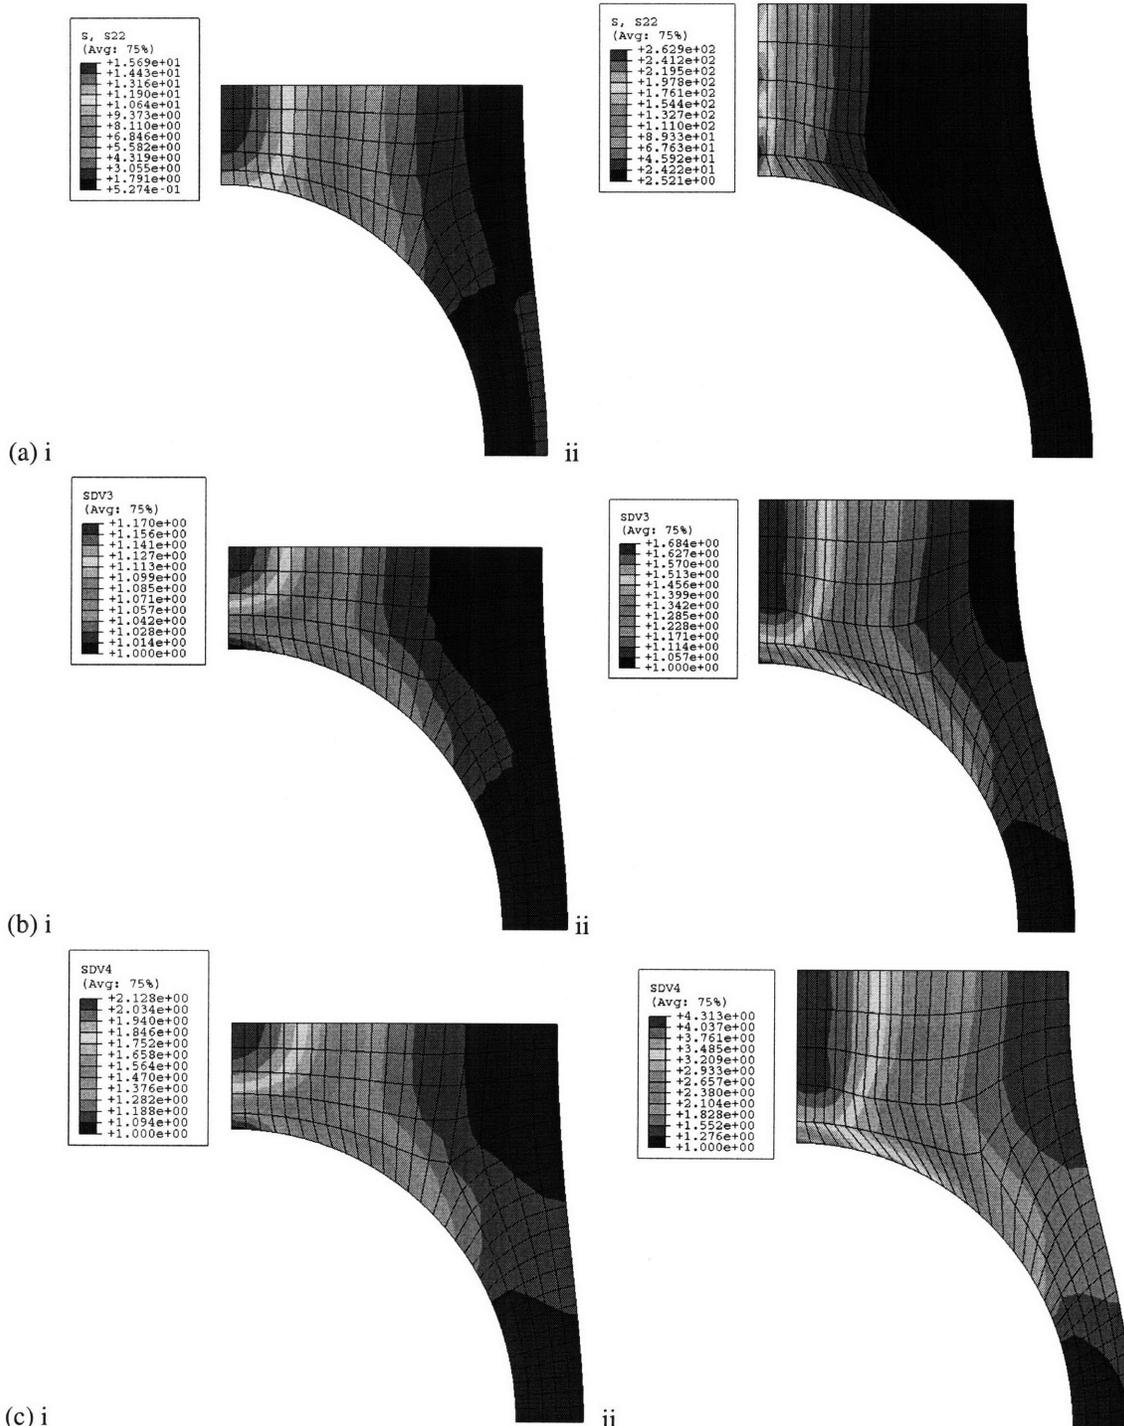 S, S22
(Avg: 75%)
+1.569e+01
+1.443e+01
+1.316e+01
+1.190e+01
+1.064e+01
+9.373e+00
+8.110e+00
+6.846e+00
+5.582e+00
+4.319e+00
+3.055e+00
+1.791e+00
+5.274e-01
S, S22
(Avg: 75%)
+2.629e+02
+2.412e+02
+2.195e+02
+1.978e+02
+1.761e+02
+1.544e+02
+1.327e+02
+1.110e+02
+8.933e+01
+6.763e+01
+4.592e+01
+2.422e+01
+2.521e+00
(a) i
ii
SDV3
(Avg: 75%)
+1.170e+00
+1.156e+00
+1.141e+00
+1.127e+00
+1.113e+00
+1.099e+00
+1.085e+00
+1.071e+00
+1.057e+00
+1.042e+00
+1.028e+00
+1.014e+00
+1.000e+00
SDV3
(Avg: 75%)
+1.684e+00
+1.627e+00
+1.570e+00
+1.513e+00
+1.456e+00
+1.399e+00
+1.342e+00
+1.285e+00
+1.228e+00
+1.171e+00
+1.114e+00
+1.057e+00
+1.000e+00
(b) i
ii
SDV4
(Avg: 75%)
+2.128e+00
+2.034e+00
+1.940e+00
+1.846e+00
+1.752e+00
+1.658e+00
+1.564e+00
+1.470e+00
+1.376e+00
+1.282e+00
+1.188e+00
+1.094e+00
+1.000e+00
SDV4
(Avg: 75%)
+4.313e+00
+4.037e+00
+3.761e+00
+3.485e+00
+3.209e+00
+2.933e+00
+2.657e+00
+2.380e+00
+2.104e+00
+1.828e+00
+1.552e+00
+1.276e+00
+1.000e+00
(c) i
ii